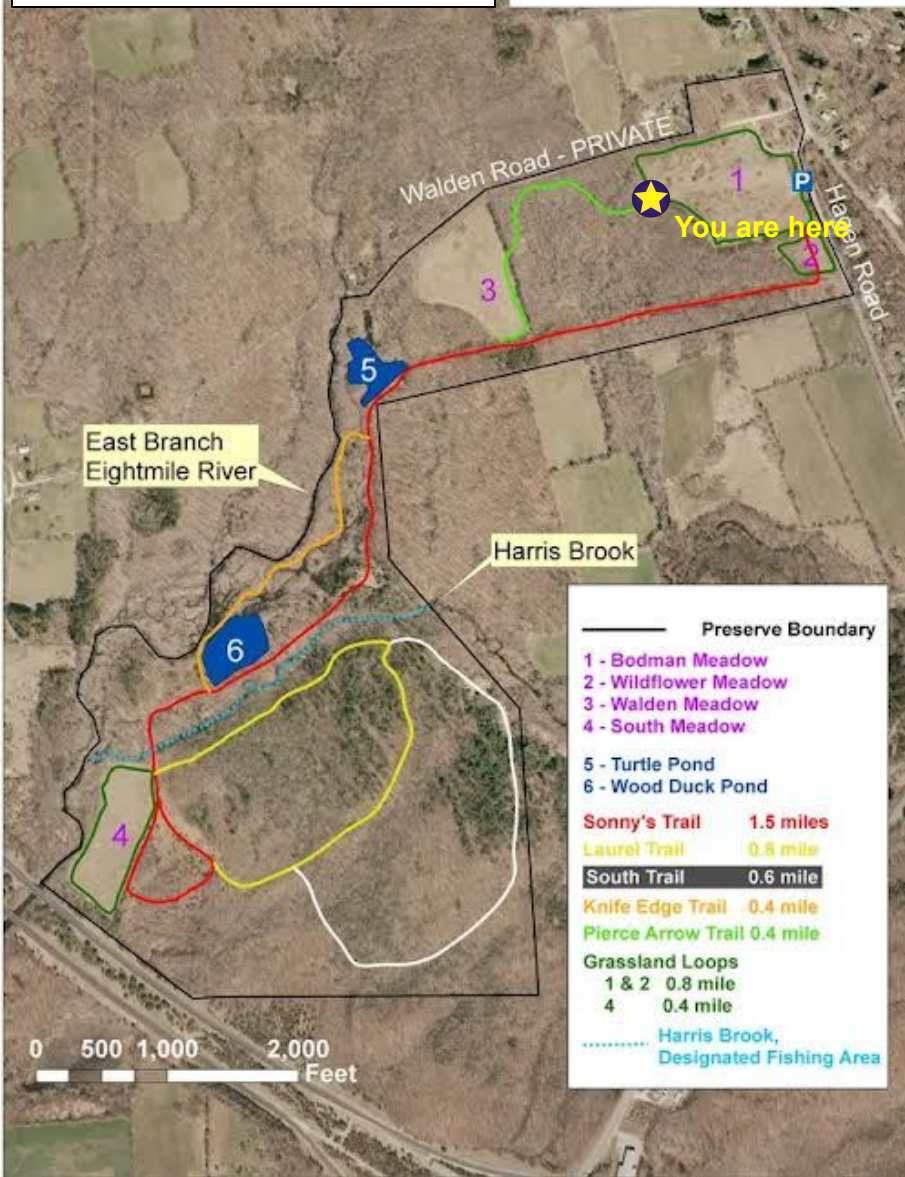 Walden Road - PRIVATE
1
P
You are here
Harden Road
2
3
5
East Branch
Eightmile River
Harris Brook
6
4
Preserve Boundary
1 - Bodman Meadow
2 - Wildflower Meadow
3 - Walden Meadow
4 - South Meadow
5 - Turtle Pond
6 - Wood Duck Pond
Sonny's Trail 1.5 miles
Laurel Trail 0.8 mile
South Trail 0.6 mile
Knife Edge Trail 0.4 mile
Pierce Arrow Trail 0.4 mile
Grassland Loops
1 & 2 0.8 mile
4 0.4 mile
Harris Brook,
Designated Fishing Area
0 500 1,000 2,000
Feet